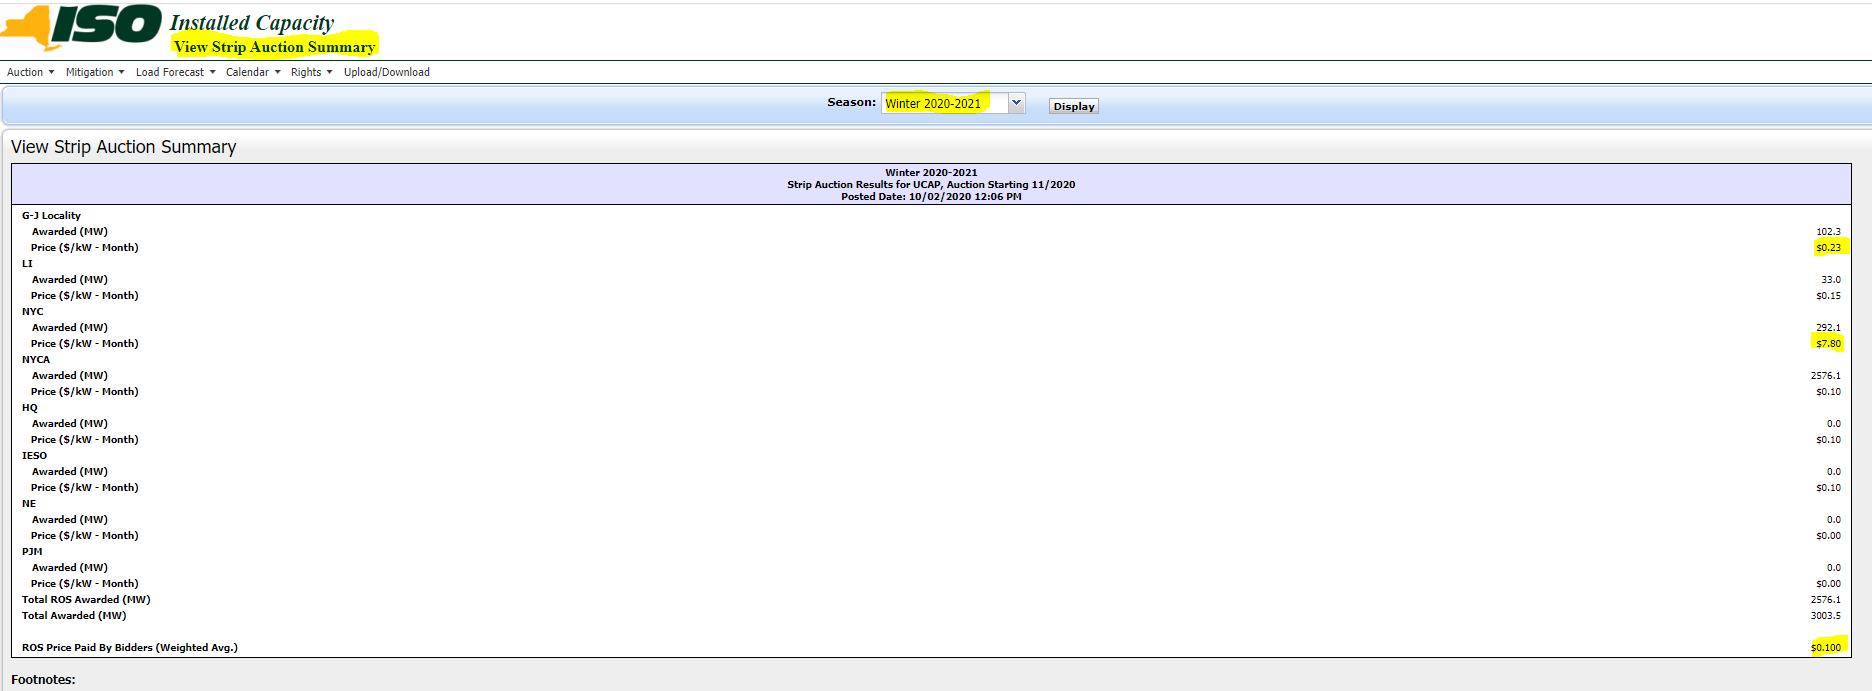 ISO
Installed Capacity
View Strip Auction Summary
Auction Mitigation Load Forecast Calendar Rights Upload/Download
Season: Winter 2020-2021 Display
View Strip Auction Summary
Winter 2020-2021
Strip Auction Results for UCAP, Auction Starting 11/2020
Posted Date: 10/02/2020 12:06 PM
G-J Locality
Awarded (MW) 102.3
Price ($/kW - Month) $0.23
LI
Awarded (MW) 33.0
Price ($/kW - Month) $0.15
NYC
Awarded (MW) 292.1
Price ($/kW - Month) $7.80
NYCA
Awarded (MW) 2576.1
Price ($/kW - Month) $0.10
HQ
Awarded (MW) 0.0
Price ($/kW - Month) $0.10
IESO
Awarded (MW) 0.0
Price ($/kW - Month) $0.10
NE
Awarded (MW) 0.0
Price ($/kW - Month) $0.00
PJM
Awarded (MW) 0.0
Price ($/kW - Month) $0.00
Total ROS Awarded (MW) 2576.1
Total Awarded (MW) 3003.5
ROS Price Paid By Bidders (Weighted Avg.) $0.100
Footnotes: